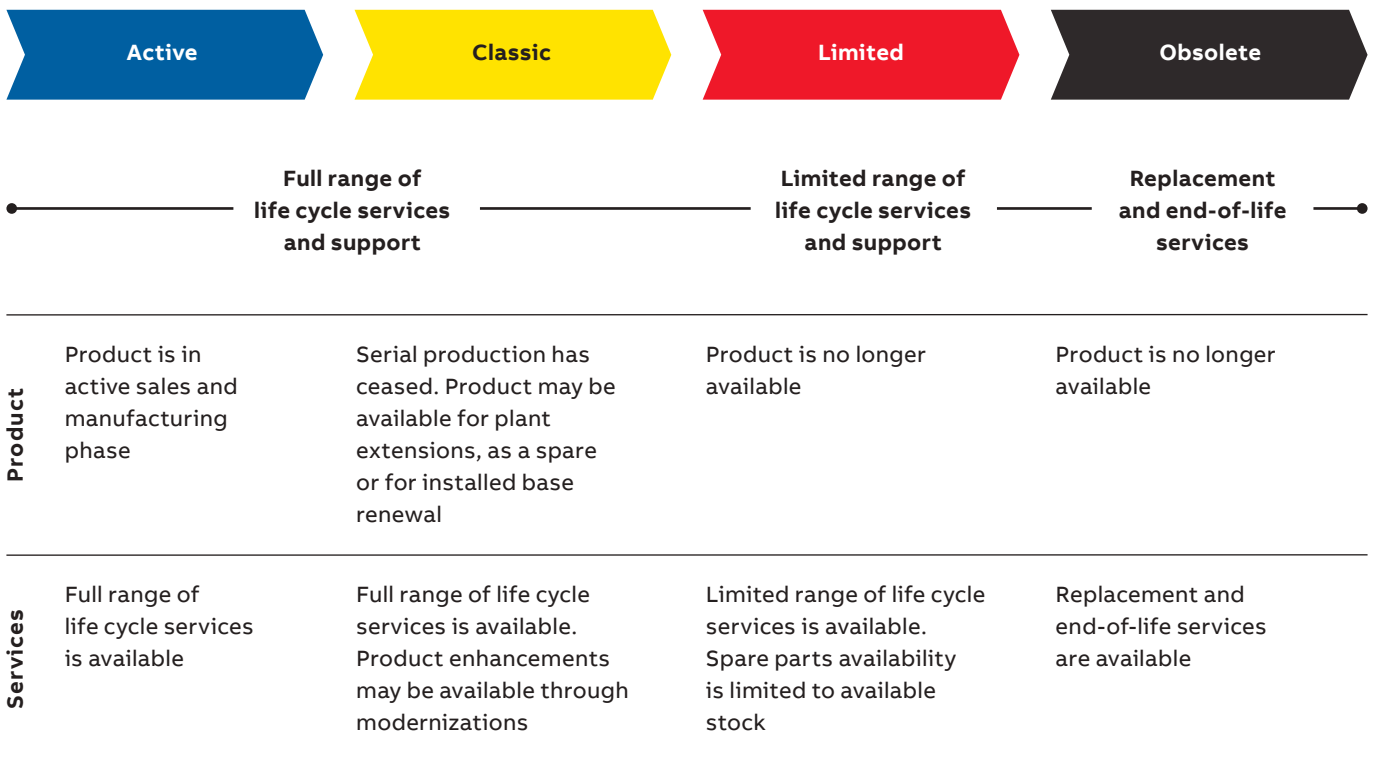 Active
Classic
Limited
Obsolete
Full range of
life cycle services
and support
Limited range of
life cycle services
and support
Replacement
and end-of-life
services
Product
Product is in
active sales and
manufacturing
phase
Serial production has
ceased. Product may be
available for plant
extensions, as a spare
or for installed base
renewal
Product is no longer
available
Product is no longer
available
Services
Full range of
life cycle services
is available
Full range of life cycle
services is available.
Product enhancements
may be available through
modernizations
Limited range of life cycle
services is available.
Spare parts availability
is limited to available
stock
Replacement and
end-of-life services
are available